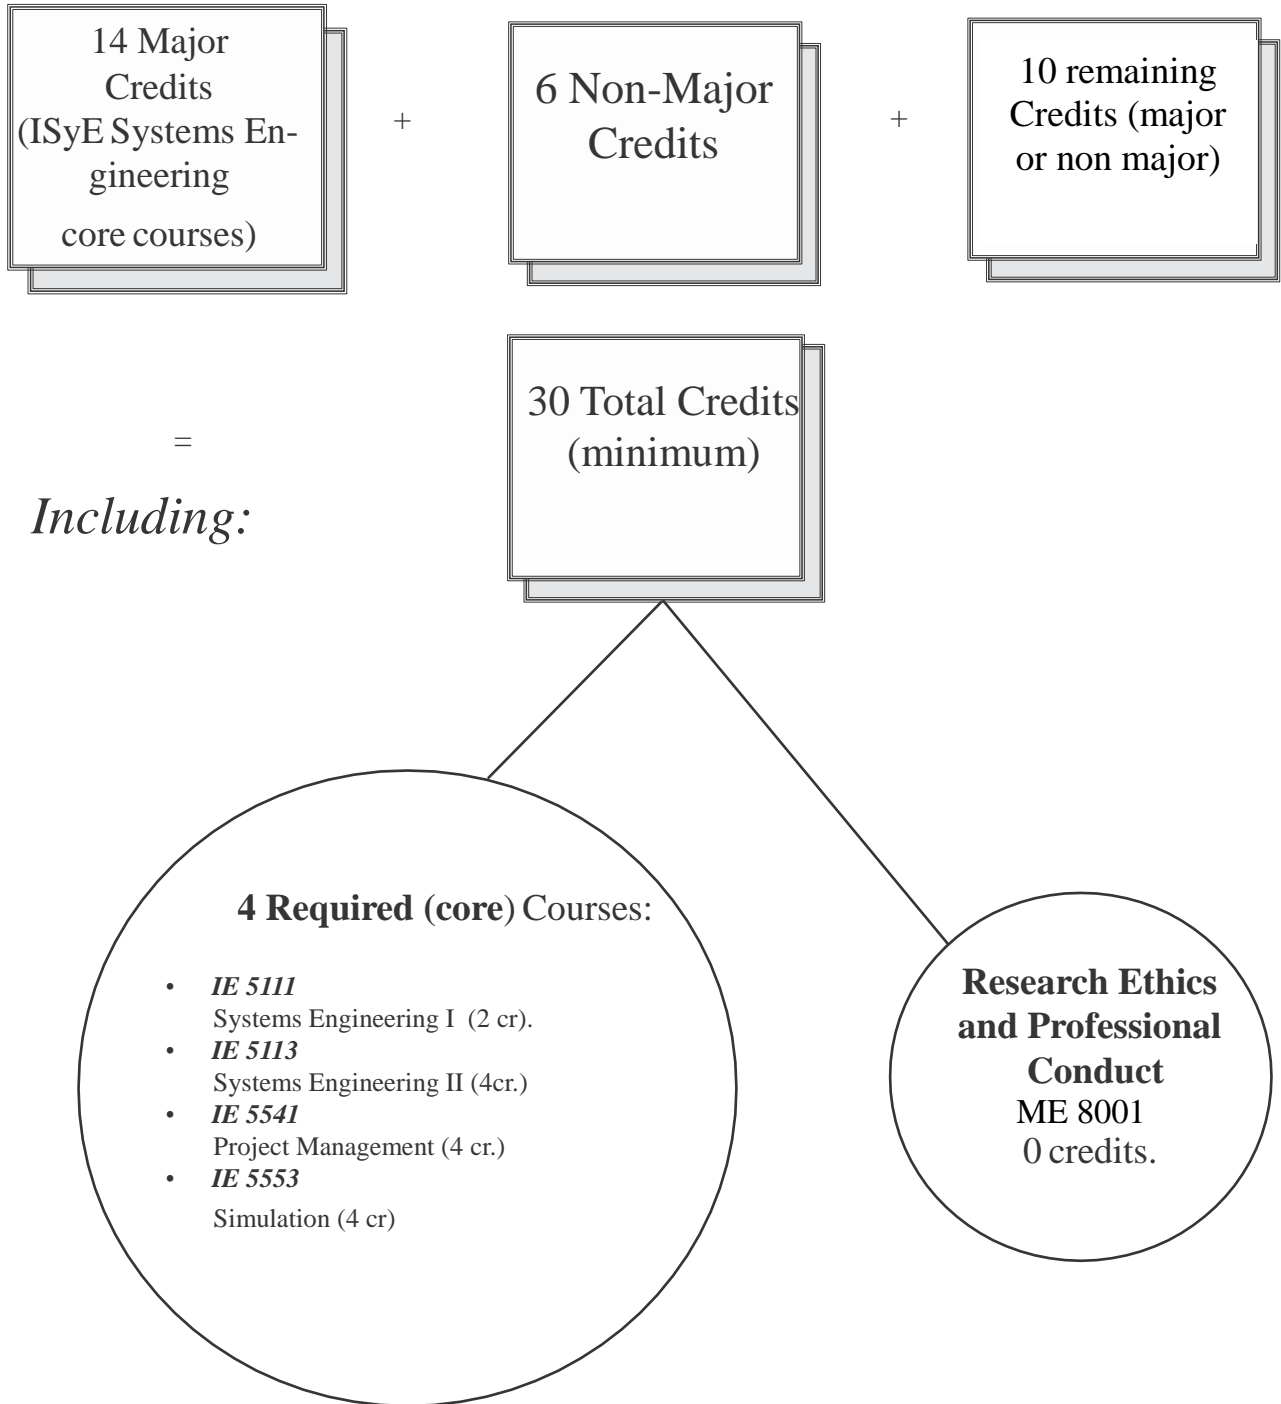 14 Major
Credits
(ISyE Systems En-
gineering
core courses)
+
6 Non-Major
Credits
+
10 remaining
Credits (major
or non major)
=
30 Total Credits
(minimum)
Including:
4 Required (core) Courses:
• IE 5111
Systems Engineering I (2 cr).
• IE 5113
Systems Engineering II (4cr.)
• IE 5541
Project Management (4 cr.)
• IE 5553
Simulation (4 cr)
Research Ethics
and Professional
Conduct
ME 8001
0 credits.